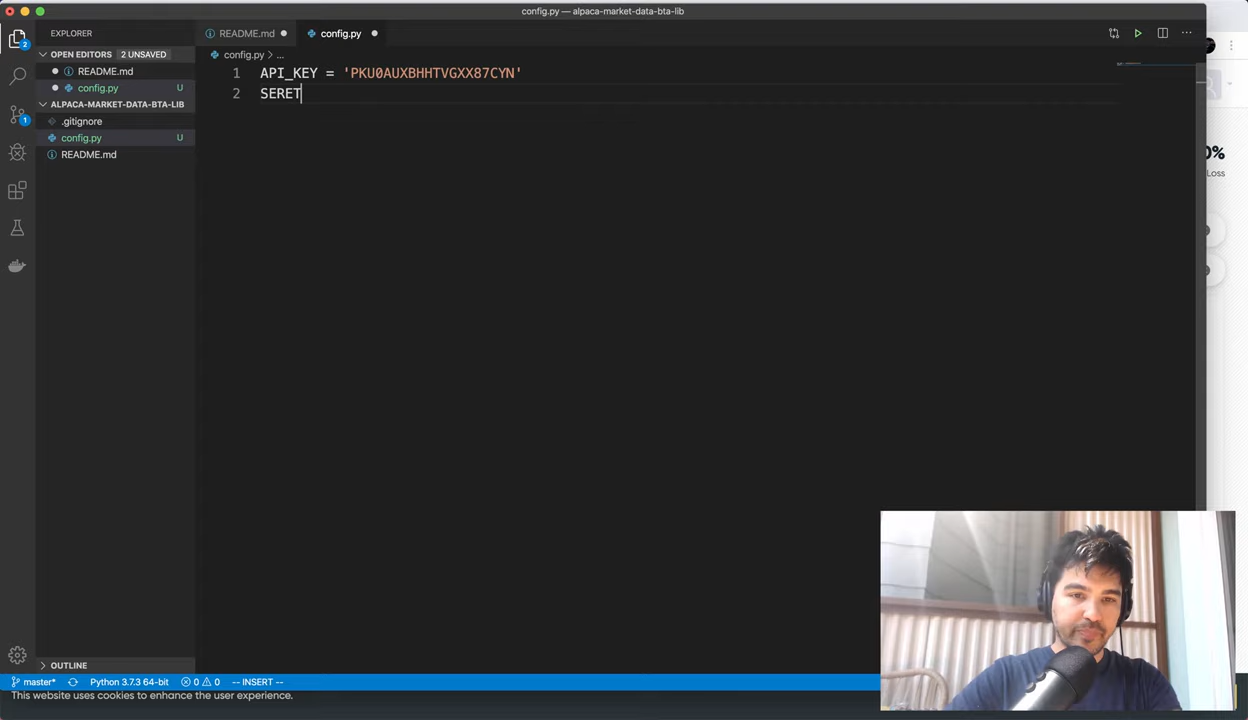 config.py — alpaca-market-data-bta-lib
EXPLORER
README.md
config.py
OPEN EDITORS 2 UNSAVED
config.py > ...
README.md
config.py U
ALPACA-MARKET-DATA-BTA-LIB
.gitignore
config.py U
README.md
1 API_KEY = 'PKU0AUXBHHTVGXX87CYN'
2 SERET
2
1
0%
Loss
OUTLINE
master* Python 3.7.3 64-bit 0 0 -- INSERT --
This website uses cookies to enhance the user experience.